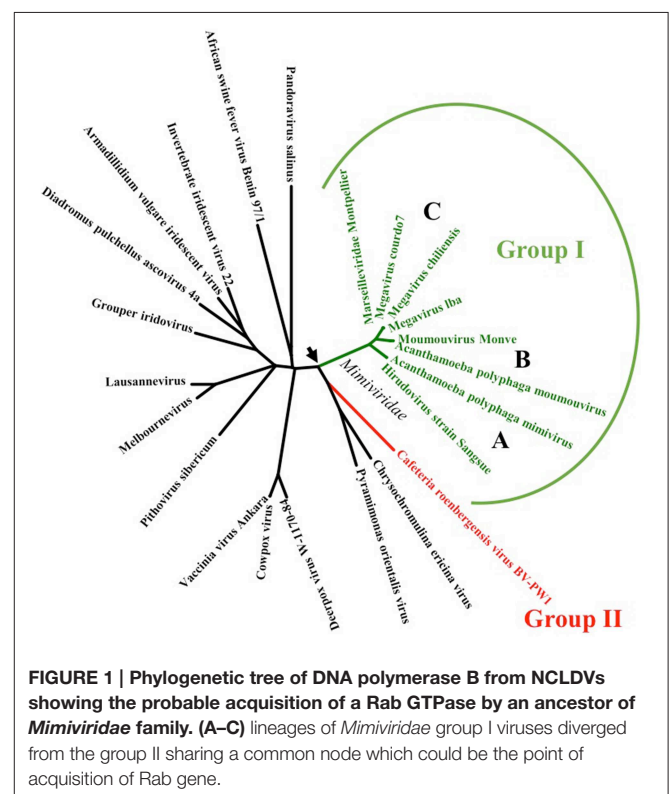 African swine fever virus Benin 97/1
Pandoravirus salinus
Invertebrate iridescent virus 22
Armadillidium vulgare iridescent virus
Diadromus pulchellus ascovirus 4a
Grouper iridovirus
Lausannevirus
Melbournevirus
Pithovirus sibericum
Vaccinia virus Ankara
Cowpox virus
Deerpox virus W-1170-84
Pyramimonas orientalis virus
Chrysochromulina ericina virus
Cafeteria roenbergensis virus BV-PW1
Group II
Mimiviridae
Marseilleviridae Monpellier
Megavirus courdo7
Megavirus chiliensis
Megavirus lba
Moumouvirus Monve
Acanthamoeba polyphaga moumouvirus
Acanthamoeba polyphaga mimivirus
Hirudovirus strain Sangsue
C
B
A
Group I
FIGURE 1 | Phylogenetic tree of DNA polymerase B from NCLDVs
showing the probable acquisition of a Rab GTPase by an ancestor of
Mimiviridae family. (A–C) lineages of Mimiviridae group I viruses diverged
from the group II sharing a common node which could be the point of
acquisition of Rab gene.